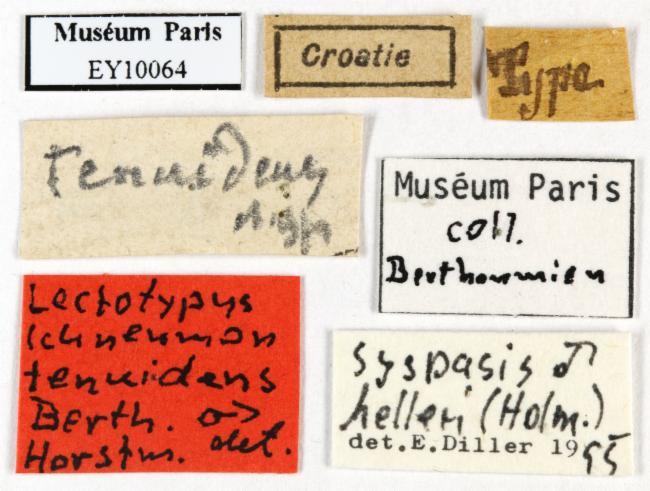 Muséum Paris
EY10064
Croatie
Type
tenuidens
Muséum Paris
coll.
Berthoumieu
Lectotypus
Ichneumon
tenuidens
Berth. ♂
Horstm. det.
Syspasis ♂
helleri (Holm.)
det. E. Diller 1995